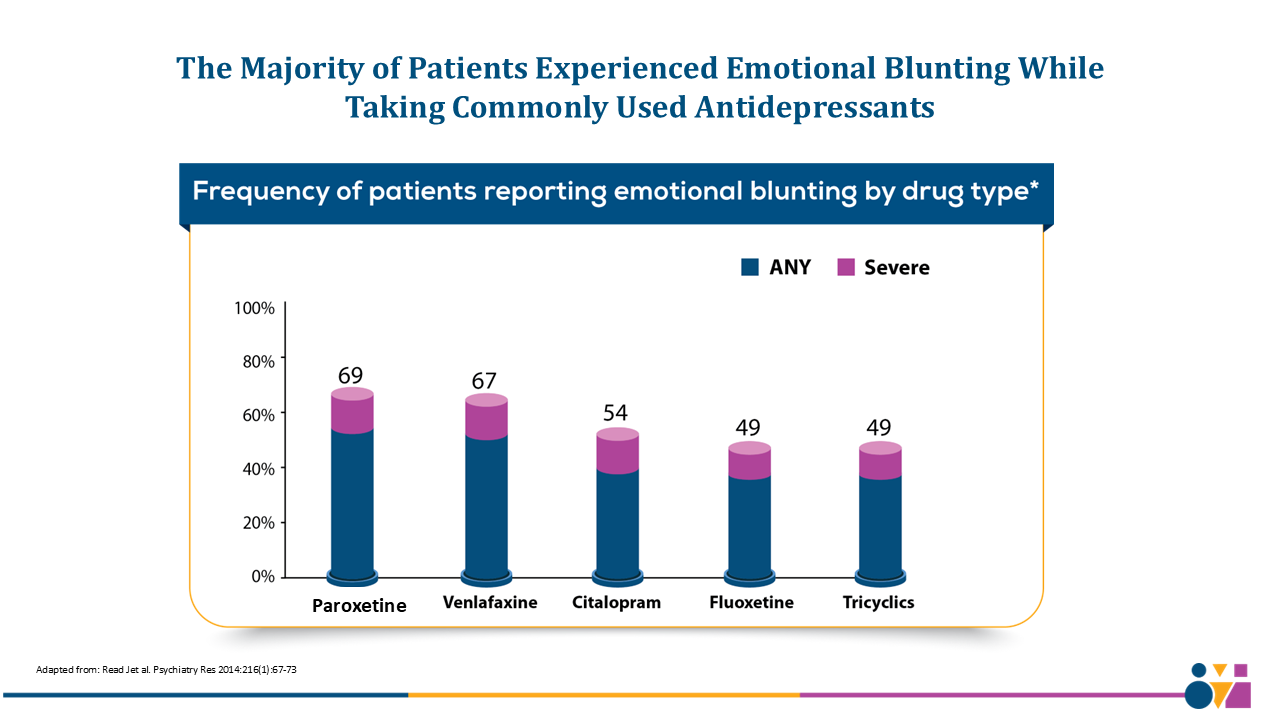 The Majority of Patients Experienced Emotional Blunting While
Taking Commonly Used Antidepressants
Frequency of patients reporting emotional blunting by drug type*
ANY Severe
100%
80%
60%
40%
20%
0%
69
67
54
49
49
Paroxetine Venlafaxine Citalopram Fluoxetine Tricyclics
Adapted from: Read Jet al. Psychiatry Res 2014:216(1):67-73